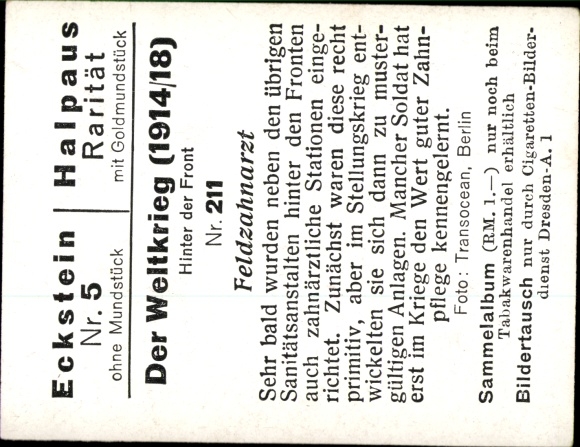 Eckstein | Halpaus
Nr. 5 | Rarität
ohne Mundstück | mit Goldmundstück
Der Weltkrieg (1914/18)
Hinter der Front
Nr. 211
Feldzahnarzt
Sehr bald wurden neben den übrigen
Sanitätsanstalten hinter den Fronten
auch zahnärztliche Stationen einge-
richtet. Zunächst waren diese recht
primitiv, aber im Stellungskrieg ent-
wickelten sie sich dann zu muster-
gültigen Anlagen. Mancher Soldat hat
erst im Kriege den Wert guter Zahn-
pflege kennengelernt.
Foto: Transocean, Berlin
Sammelalbum (RM. 1.—) nur noch beim
Tabakwarenhandel erhältlich
Bildertausch nur durch Cigaretten-Bilder-
dienst Dresden-A. 1